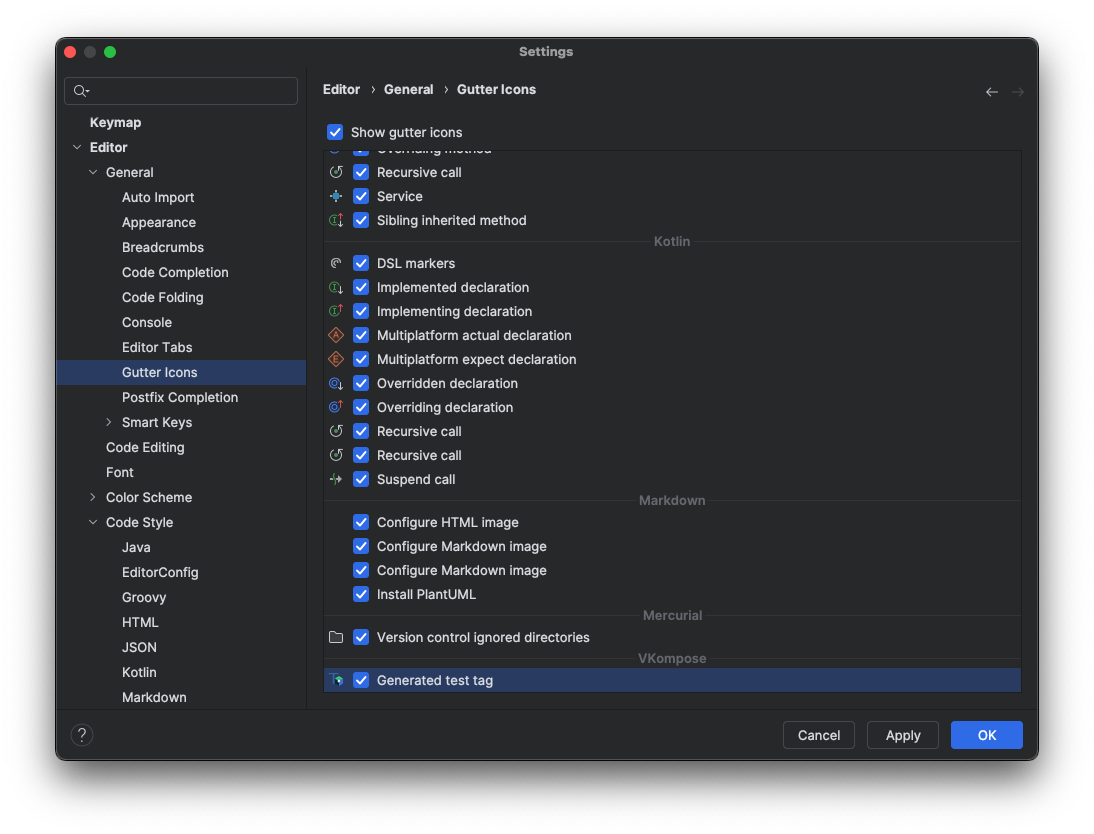 Settings
Keymap
Editor
General
Auto Import
Appearance
Breadcrumbs
Code Completion
Code Folding
Console
Editor Tabs
Gutter Icons
Postfix Completion
Smart Keys
Code Editing
Font
Color Scheme
Code Style
Java
EditorConfig
Groovy
HTML
JSON
Kotlin
Markdown
Editor › General › Gutter Icons
Show gutter icons
Overriding method
Recursive call
Service
Sibling inherited method
Kotlin
DSL markers
Implemented declaration
Implementing declaration
Multiplatform actual declaration
Multiplatform expect declaration
Overridden declaration
Overriding declaration
Recursive call
Recursive call
Suspend call
Markdown
Configure HTML image
Configure Markdown image
Configure Markdown image
Install PlantUML
Mercurial
Version control ignored directories
VKompose
Generated test tag
?
Cancel
Apply
OK